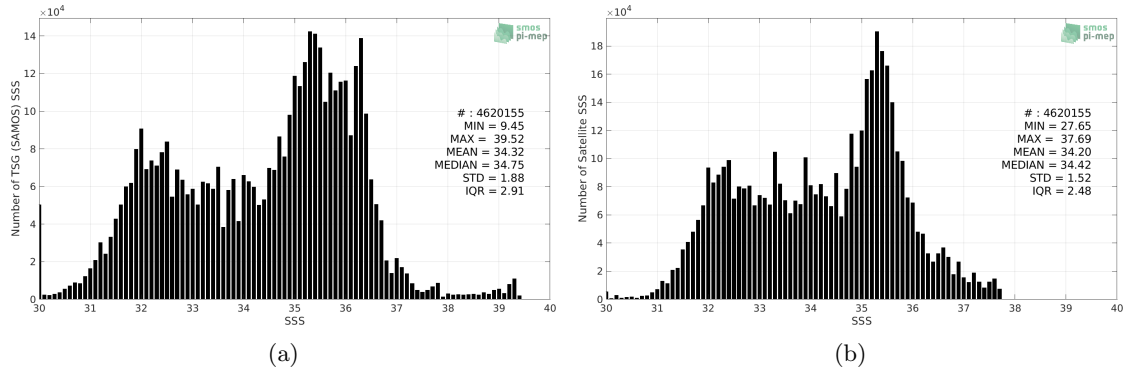 ×10⁴
14
12
10
8
6
4
2
0
Number of TSG (SAMOS) SSS
30 31 32 33 34 35 36 37 38 39 40
SSS
smos
pi-mep
# : 4620155
MIN = 9.45
MAX = 39.52
MEAN = 34.32
MEDIAN = 34.75
STD = 1.88
IQR = 2.91
(a)
×10⁴
18
16
14
12
10
8
6
4
2
0
Number of Satellite SSS
30 31 32 33 34 35 36 37 38 39 40
SSS
smos
pi-mep
# : 4620155
MIN = 27.65
MAX = 37.69
MEAN = 34.20
MEDIAN = 34.42
STD = 1.52
IQR = 2.48
(b)